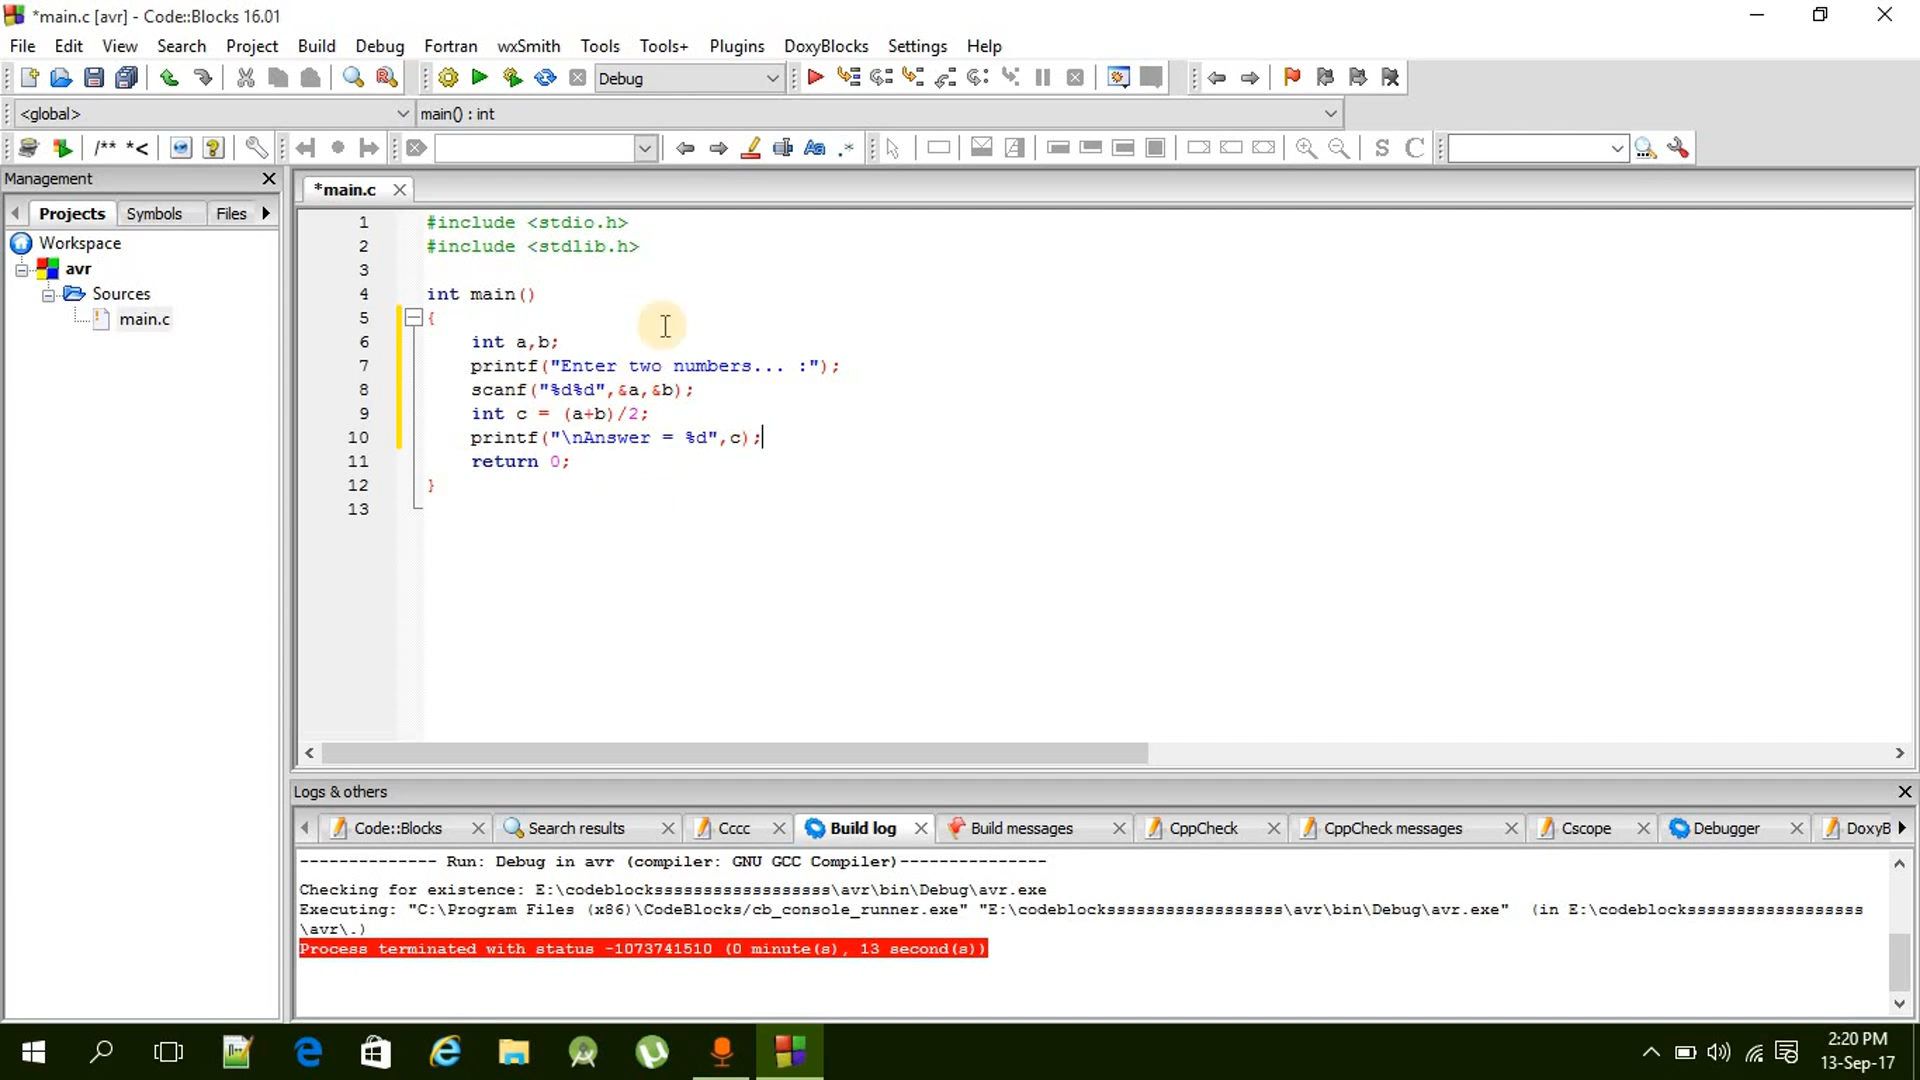 *main.c [avr] - Code::Blocks 16.01
File Edit View Search Project Build Debug Fortran wxSmith Tools Tools+ Plugins DoxyBlocks Settings Help
Debug
<global> main() : int
/** *<
Management
*main.c
Projects Symbols Files
Workspace
avr
Sources
main.c
1 #include <stdio.h>
2 #include <stdlib.h>
3
4 int main()
5 {
6 int a,b;
7 printf("Enter two numbers... :");
8 scanf("%d%d",&a,&b);
9 int c = (a+b)/2;
10 printf("\nAnswer = %d",c);
11 return 0;
12 }
13
Logs & others
Code::Blocks Search results Cccc Build log Build messages CppCheck CppCheck messages Cscope Debugger DoxyB
-------------- Run: Debug in avr (compiler: GNU GCC Compiler)---------------
Checking for existence: E:\codeblockssssssssssssssssss\avr\bin\Debug\avr.exe
Executing: "C:\Program Files (x86)\CodeBlocks/cb_console_runner.exe" "E:\codeblockssssssssssssssssss\avr\bin\Debug\avr.exe"  (in E:\codeblockssssssssssssssssss
\avr\.)
Process terminated with status -1073741510 (0 minute(s), 13 second(s))
2:20 PM
13-Sep-17